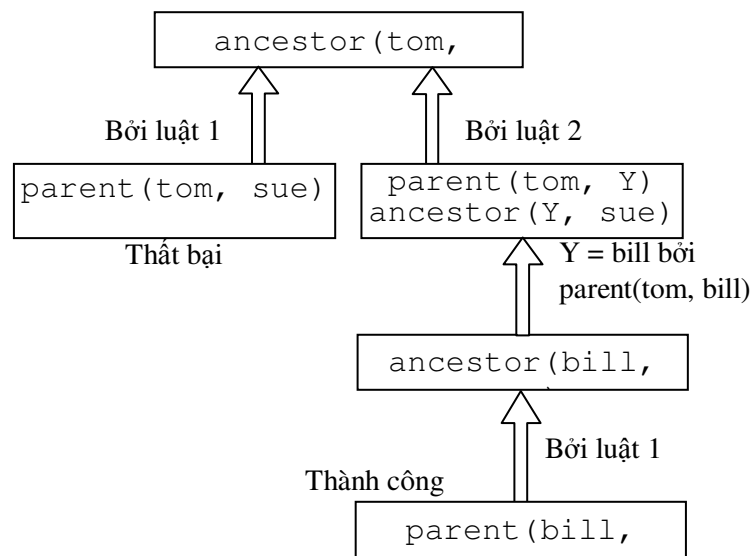 ancestor(tom,
Bởi luật 1
Bởi luật 2
parent(tom, sue)
parent(tom, Y)
ancestor(Y, sue)
Thất bại
Y = bill bởi
parent(tom, bill)
ancestor(bill,
Bởi luật 1
Thành công
parent(bill,